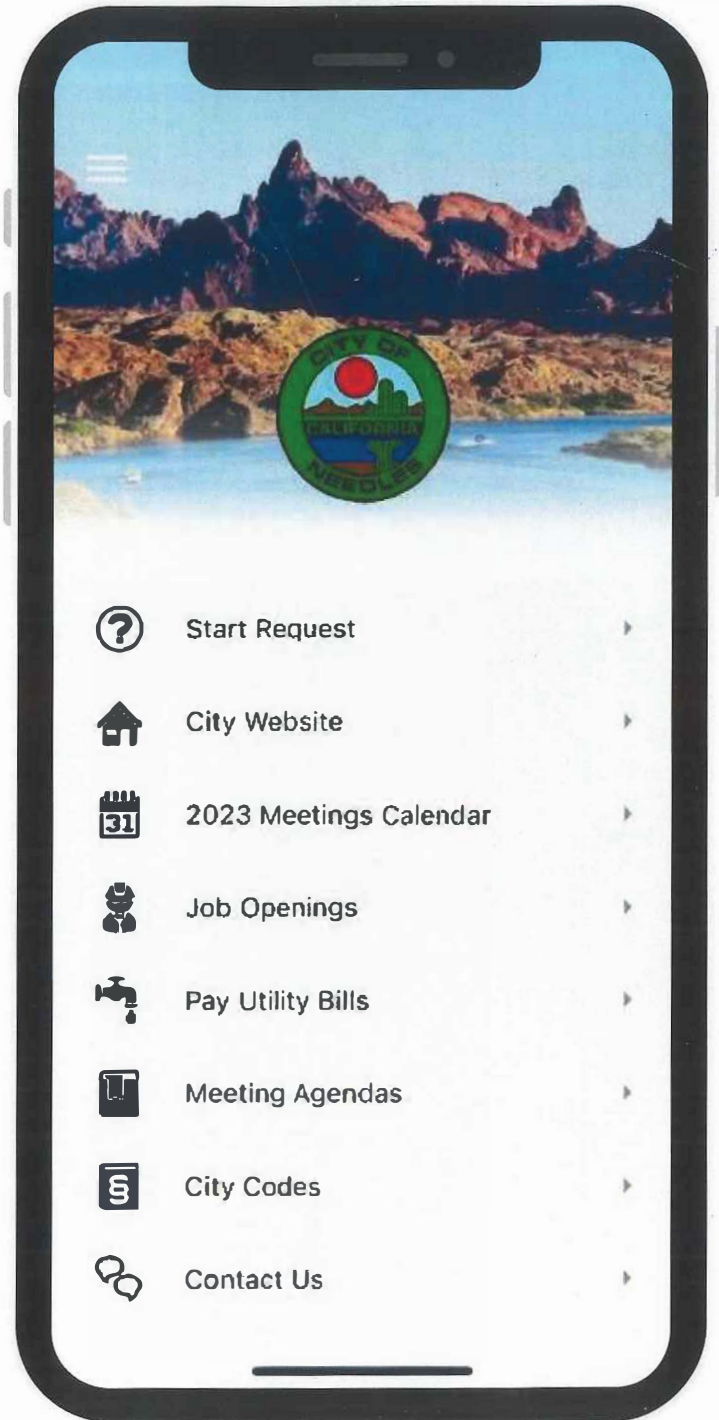 CITY OF
CALIFORNIA
NEEDLES
Start Request
City Website
31
2023 Meetings Calendar
Job Openings
Pay Utility Bills
Meeting Agendas
§
City Codes
Contact Us